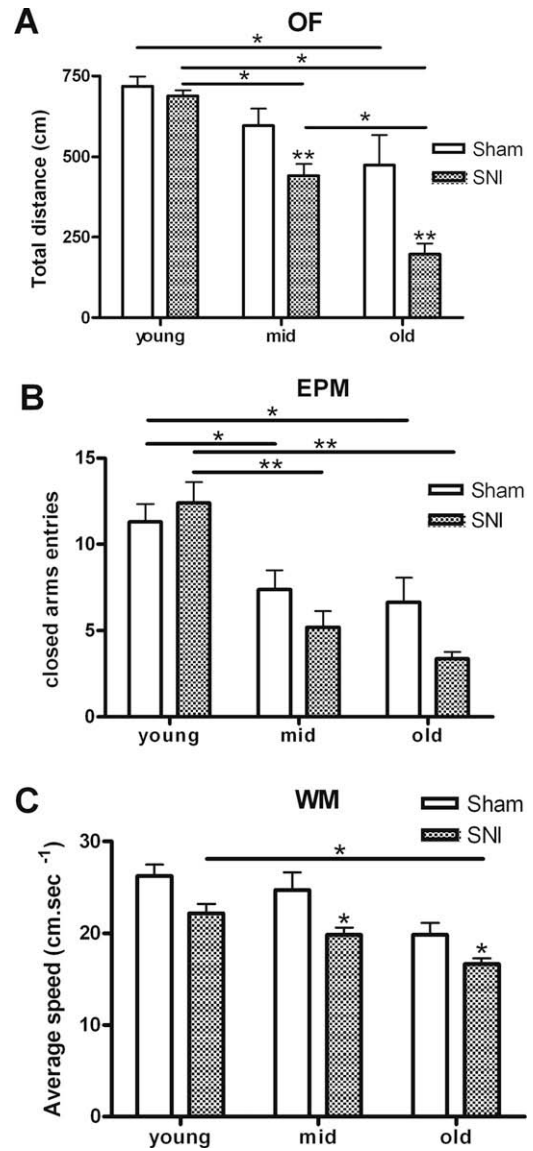 A
OF
*
*
*
*
**
**
Sham
SNI
750
500
250
0
Total distance (cm)
young mid old
B
EPM
*
*
**
**
Sham
SNI
15
10
5
0
closed arms entries
young mid old
C
WM
Sham
SNI
*
*
*
30
20
10
0
Average speed (cm.sec -1)
young mid old